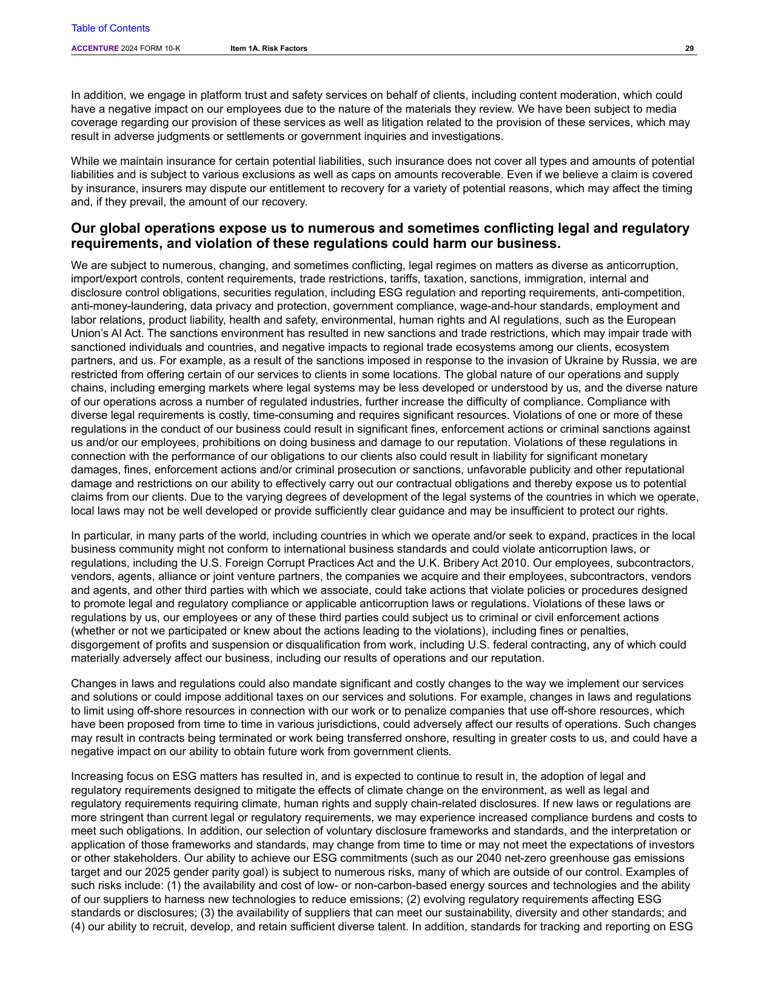 Table of Contents
ACCENTURE 2024 FORM 10-K Item 1A. Risk Factors 29
In addition, we engage in platform trust and safety services on behalf of clients, including content moderation, which could
have a negative impact on our employees due to the nature of the materials they review. We have been subject to media
coverage regarding our provision of these services as well as litigation related to the provision of these services, which may
result in adverse judgments or settlements or government inquiries and investigations.
While we maintain insurance for certain potential liabilities, such insurance does not cover all types and amounts of potential
liabilities and is subject to various exclusions as well as caps on amounts recoverable. Even if we believe a claim is covered
by insurance, insurers may dispute our entitlement to recovery for a variety of potential reasons, which may affect the timing
and, if they prevail, the amount of our recovery.
Our global operations expose us to numerous and sometimes conflicting legal and regulatory
requirements, and violation of these regulations could harm our business.
We are subject to numerous, changing, and sometimes conflicting, legal regimes on matters as diverse as anticorruption,
import/export controls, content requirements, trade restrictions, tariffs, taxation, sanctions, immigration, internal and
disclosure control obligations, securities regulation, including ESG regulation and reporting requirements, anti-competition,
anti-money-laundering, data privacy and protection, government compliance, wage-and-hour standards, employment and
labor relations, product liability, health and safety, environmental, human rights and AI regulations, such as the European
Union's AI Act. The sanctions environment has resulted in new sanctions and trade restrictions, which may impair trade with
sanctioned individuals and countries, and negative impacts to regional trade ecosystems among our clients, ecosystem
partners, and us. For example, as a result of the sanctions imposed in response to the invasion of Ukraine by Russia, we are
restricted from offering certain of our services to clients in some locations. The global nature of our operations and supply
chains, including emerging markets where legal systems may be less developed or understood by us, and the diverse nature
of our operations across a number of regulated industries, further increase the difficulty of compliance. Compliance with
diverse legal requirements is costly, time-consuming and requires significant resources. Violations of one or more of these
regulations in the conduct of our business could result in significant fines, enforcement actions or criminal sanctions against
us and/or our employees, prohibitions on doing business and damage to our reputation. Violations of these regulations in
connection with the performance of our obligations to our clients also could result in liability for significant monetary
damages, fines, enforcement actions and/or criminal prosecution or sanctions, unfavorable publicity and other reputational
damage and restrictions on our ability to effectively carry out our contractual obligations and thereby expose us to potential
claims from our clients. Due to the varying degrees of development of the legal systems of the countries in which we operate,
local laws may not be well developed or provide sufficiently clear guidance and may be insufficient to protect our rights.
In particular, in many parts of the world, including countries in which we operate and/or seek to expand, practices in the local
business community might not conform to international business standards and could violate anticorruption laws, or
regulations, including the U.S. Foreign Corrupt Practices Act and the U.K. Bribery Act 2010. Our employees, subcontractors,
vendors, agents, alliance or joint venture partners, the companies we acquire and their employees, subcontractors, vendors
and agents, and other third parties with which we associate, could take actions that violate policies or procedures designed
to promote legal and regulatory compliance or applicable anticorruption laws or regulations. Violations of these laws or
regulations by us, our employees or any of these third parties could subject us to criminal or civil enforcement actions
(whether or not we participated or knew about the actions leading to the violations), including fines or penalties,
disgorgement of profits and suspension or disqualification from work, including U.S. federal contracting, any of which could
materially adversely affect our business, including our results of operations and our reputation.
Changes in laws and regulations could also mandate significant and costly changes to the way we implement our services
and solutions or could impose additional taxes on our services and solutions. For example, changes in laws and regulations
to limit using off-shore resources in connection with our work or to penalize companies that use off-shore resources, which
have been proposed from time to time in various jurisdictions, could adversely affect our results of operations. Such changes
may result in contracts being terminated or work being transferred onshore, resulting in greater costs to us, and could have a
negative impact on our ability to obtain future work from government clients.
Increasing focus on ESG matters has resulted in, and is expected to continue to result in, the adoption of legal and
regulatory requirements designed to mitigate the effects of climate change on the environment, as well as legal and
regulatory requirements requiring climate, human rights and supply chain-related disclosures. If new laws or regulations are
more stringent than current legal or regulatory requirements, we may experience increased compliance burdens and costs to
meet such obligations. In addition, our selection of voluntary disclosure frameworks and standards, and the interpretation or
application of those frameworks and standards, may change from time to time or may not meet the expectations of investors
or other stakeholders. Our ability to achieve our ESG commitments (such as our 2040 net-zero greenhouse gas emissions
target and our 2025 gender parity goal) is subject to numerous risks, many of which are outside of our control. Examples of
such risks include: (1) the availability and cost of low- or non-carbon-based energy sources and technologies and the ability
of our suppliers to harness new technologies to reduce emissions; (2) evolving regulatory requirements affecting ESG
standards or disclosures; (3) the availability of suppliers that can meet our sustainability, diversity and other standards; and
(4) our ability to recruit, develop, and retain sufficient diverse talent. In addition, standards for tracking and reporting on ESG